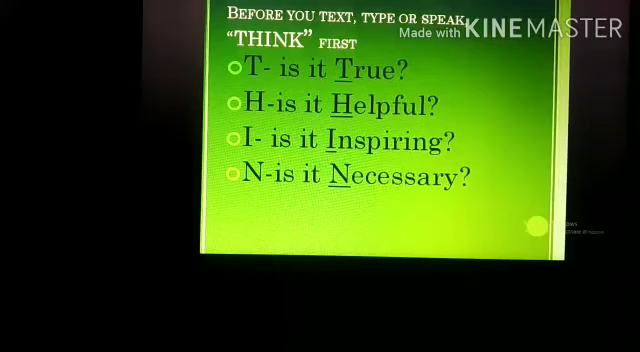 BEFORE YOU TEXT, TYPE OR SPEAK,
“THINK” FIRST
Made with KINEMASTER
T- is it True?
H-is it Helpful?
I- is it Inspiring?
N-is it Necessary?